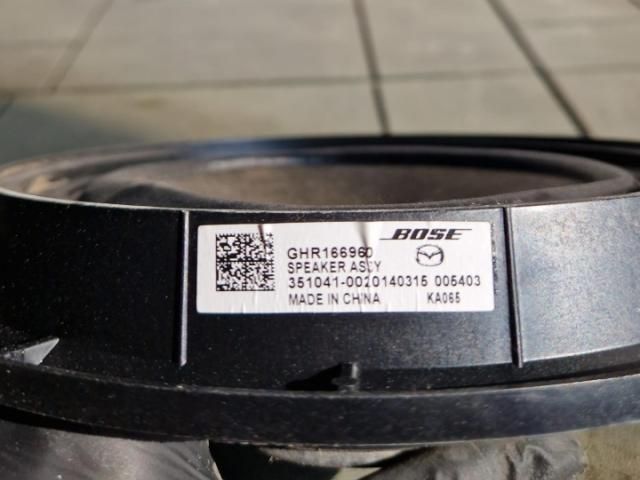 BOSE
GHR166960
SPEAKER ASSY
351041-0020140315 005403
MADE IN CHINA KA065